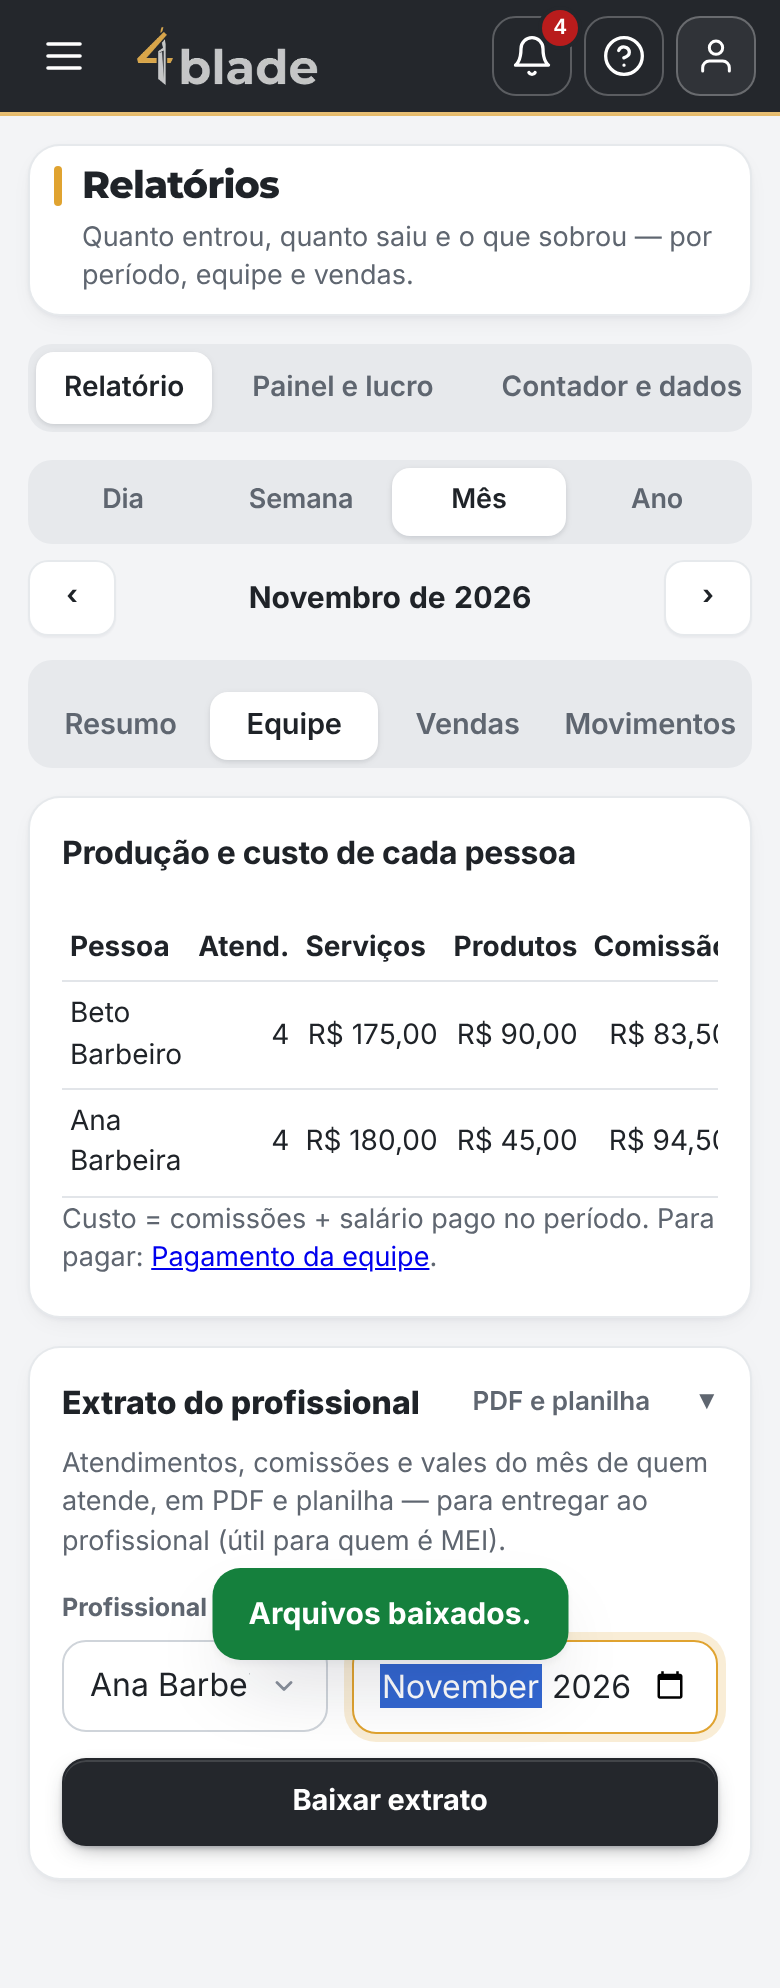 4blade
4
Relatórios
Quanto entrou, quanto saiu e o que sobrou — por
período, equipe e vendas.
Relatório Painel e lucro Contador e dados
Dia Semana Mês Ano
‹ Novembro de 2026 ›
Resumo Equipe Vendas Movimentos
Produção e custo de cada pessoa
Pessoa Atend. Serviços Produtos
Beto
Barbeiro 4 R$ 175,00 R$ 90,00 R$ 83,50
Ana
Barbeira 4 R$ 180,00 R$ 45,00 R$ 94,50
Custo = comissões + salário pago no período. Para
pagar: Pagamento da equipe.
Extrato do profissional PDF e planilha ▼
Atendimentos, comissões e vales do mês de quem
atende, em PDF e planilha — para entregar ao
profissional (útil para quem é MEI).
Profissional
Arquivos baixados.
Ana Barbe November 2026
Baixar extrato